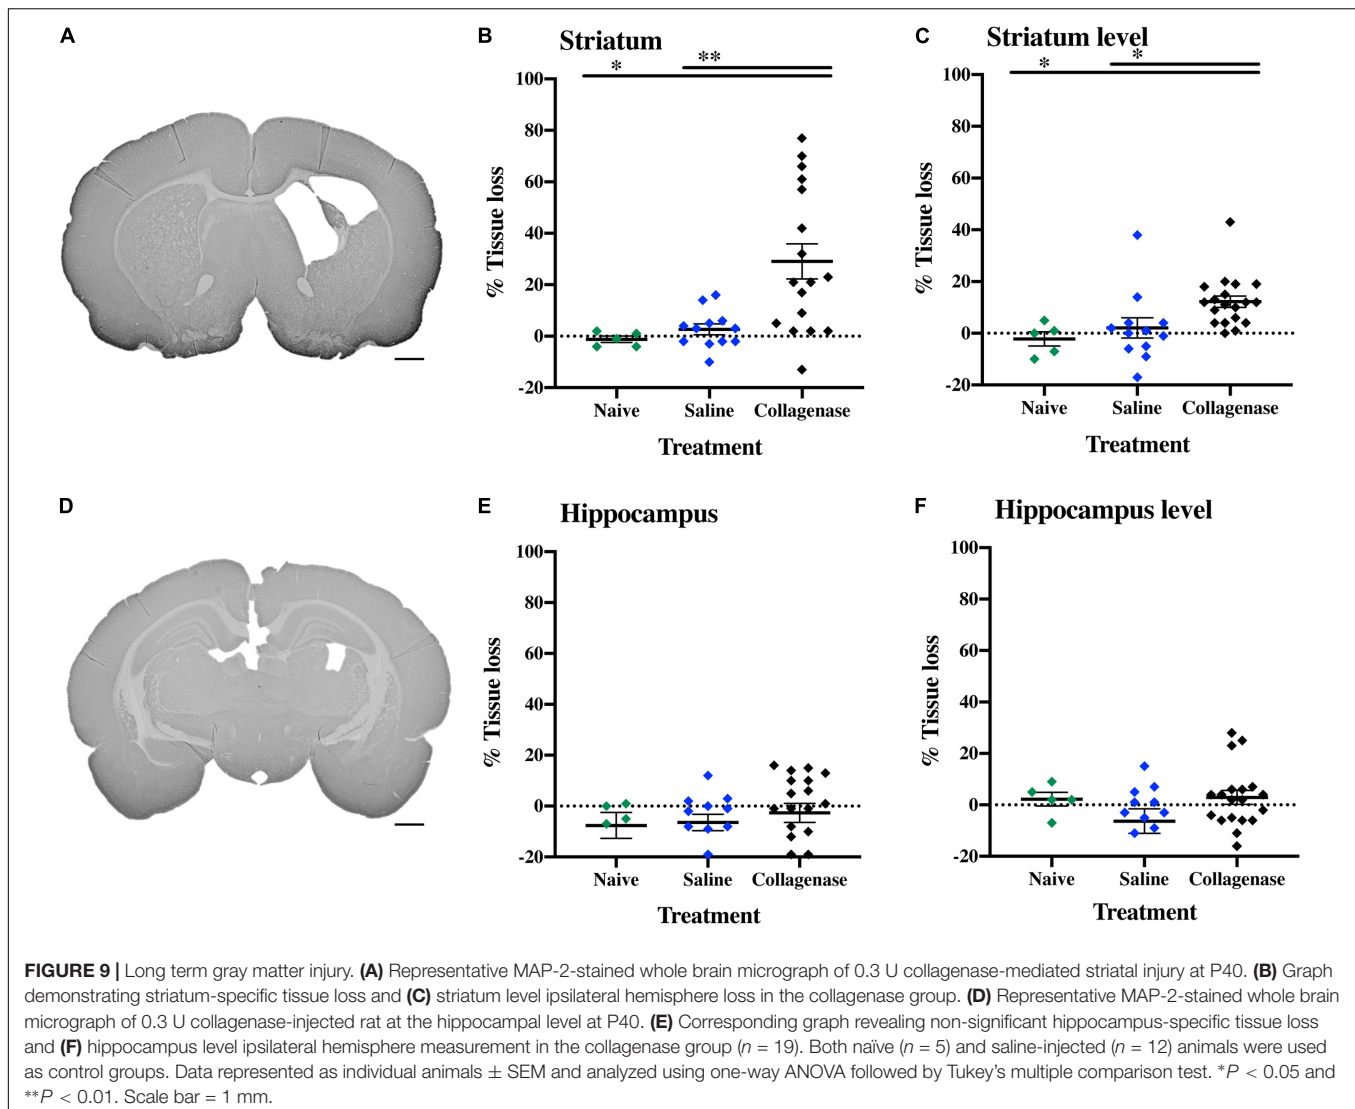 A
B
Striatum
*
**
100
80
60
40
20
0
-20
% Tissue loss
Naive Saline Collagenase
Treatment
C
Striatum level
*
*
100
80
60
40
20
0
-20
% Tissue loss
Naive Saline Collagenase
Treatment
D
E
Hippocampus
100
80
60
40
20
0
-20
% Tissue loss
Naive Saline Collagenase
Treatment
F
Hippocampus level
100
80
60
40
20
0
-20
% Tissue loss
Naive Saline Collagenase
Treatment
FIGURE 9 | Long term gray matter injury. (A) Representative MAP-2-stained whole brain micrograph of 0.3 U collagenase-mediated striatal injury at P40. (B) Graph
demonstrating striatum-specific tissue loss and (C) striatum level ipsilateral hemisphere loss in the collagenase group. (D) Representative MAP-2-stained whole brain
micrograph of 0.3 U collagenase-injected rat at the hippocampal level at P40. (E) Corresponding graph revealing non-significant hippocampus-specific tissue loss
and (F) hippocampus level ipsilateral hemisphere measurement in the collagenase group (n = 19). Both naïve (n = 5) and saline-injected (n = 12) animals were used
as control groups. Data represented as individual animals ± SEM and analyzed using one-way ANOVA followed by Tukey's multiple comparison test. *P < 0.05 and
**P < 0.01. Scale bar = 1 mm.